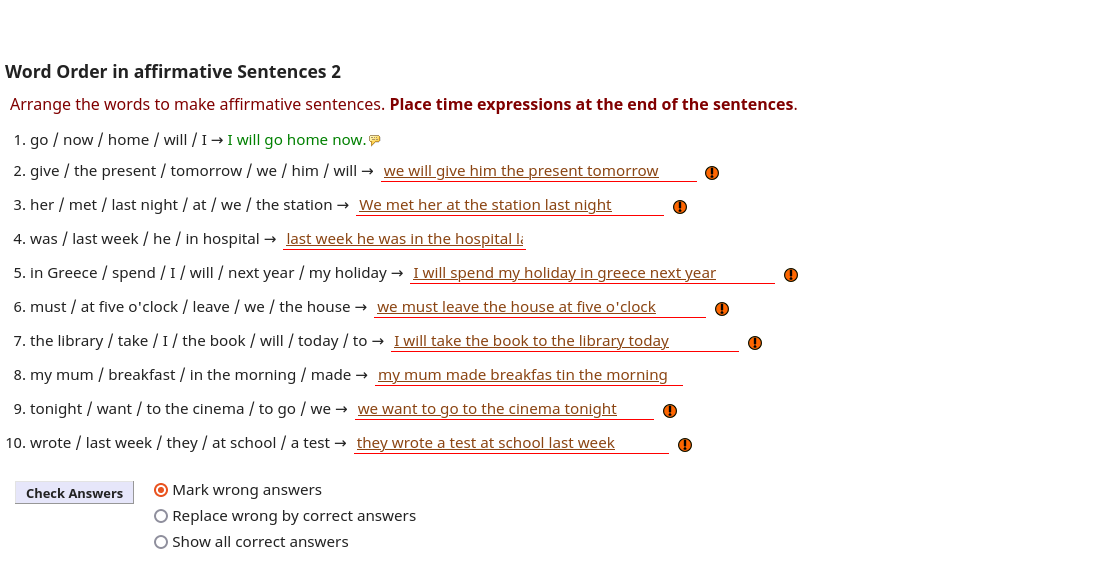 Word Order in affirmative Sentences 2
Arrange the words to make affirmative sentences. Place time expressions at the end of the sentences.
1. go / now / home / will / I → I will go home now.
2. give / the present / tomorrow / we / him / will → we will give him the present tomorrow
3. her / met / last night / at / we / the station → We met her at the station last night
4. was / last week / he / in hospital → last week he was in the hospital
5. in Greece / spend / I / will / next year / my holiday → I will spend my holiday in greece next year
6. must / at five o'clock / leave / we / the house → we must leave the house at five o'clock
7. the library / take / I / the book / will / today / to → I will take the book to the library today
8. my mum / breakfast / in the morning / made → my mum made breakfas tin the morning
9. tonight / want / to the cinema / to go / we → we want to go to the cinema tonight
10. wrote / last week / they / at school / a test → they wrote a test at school last week
Check Answers
Mark wrong answers
Replace wrong by correct answers
Show all correct answers